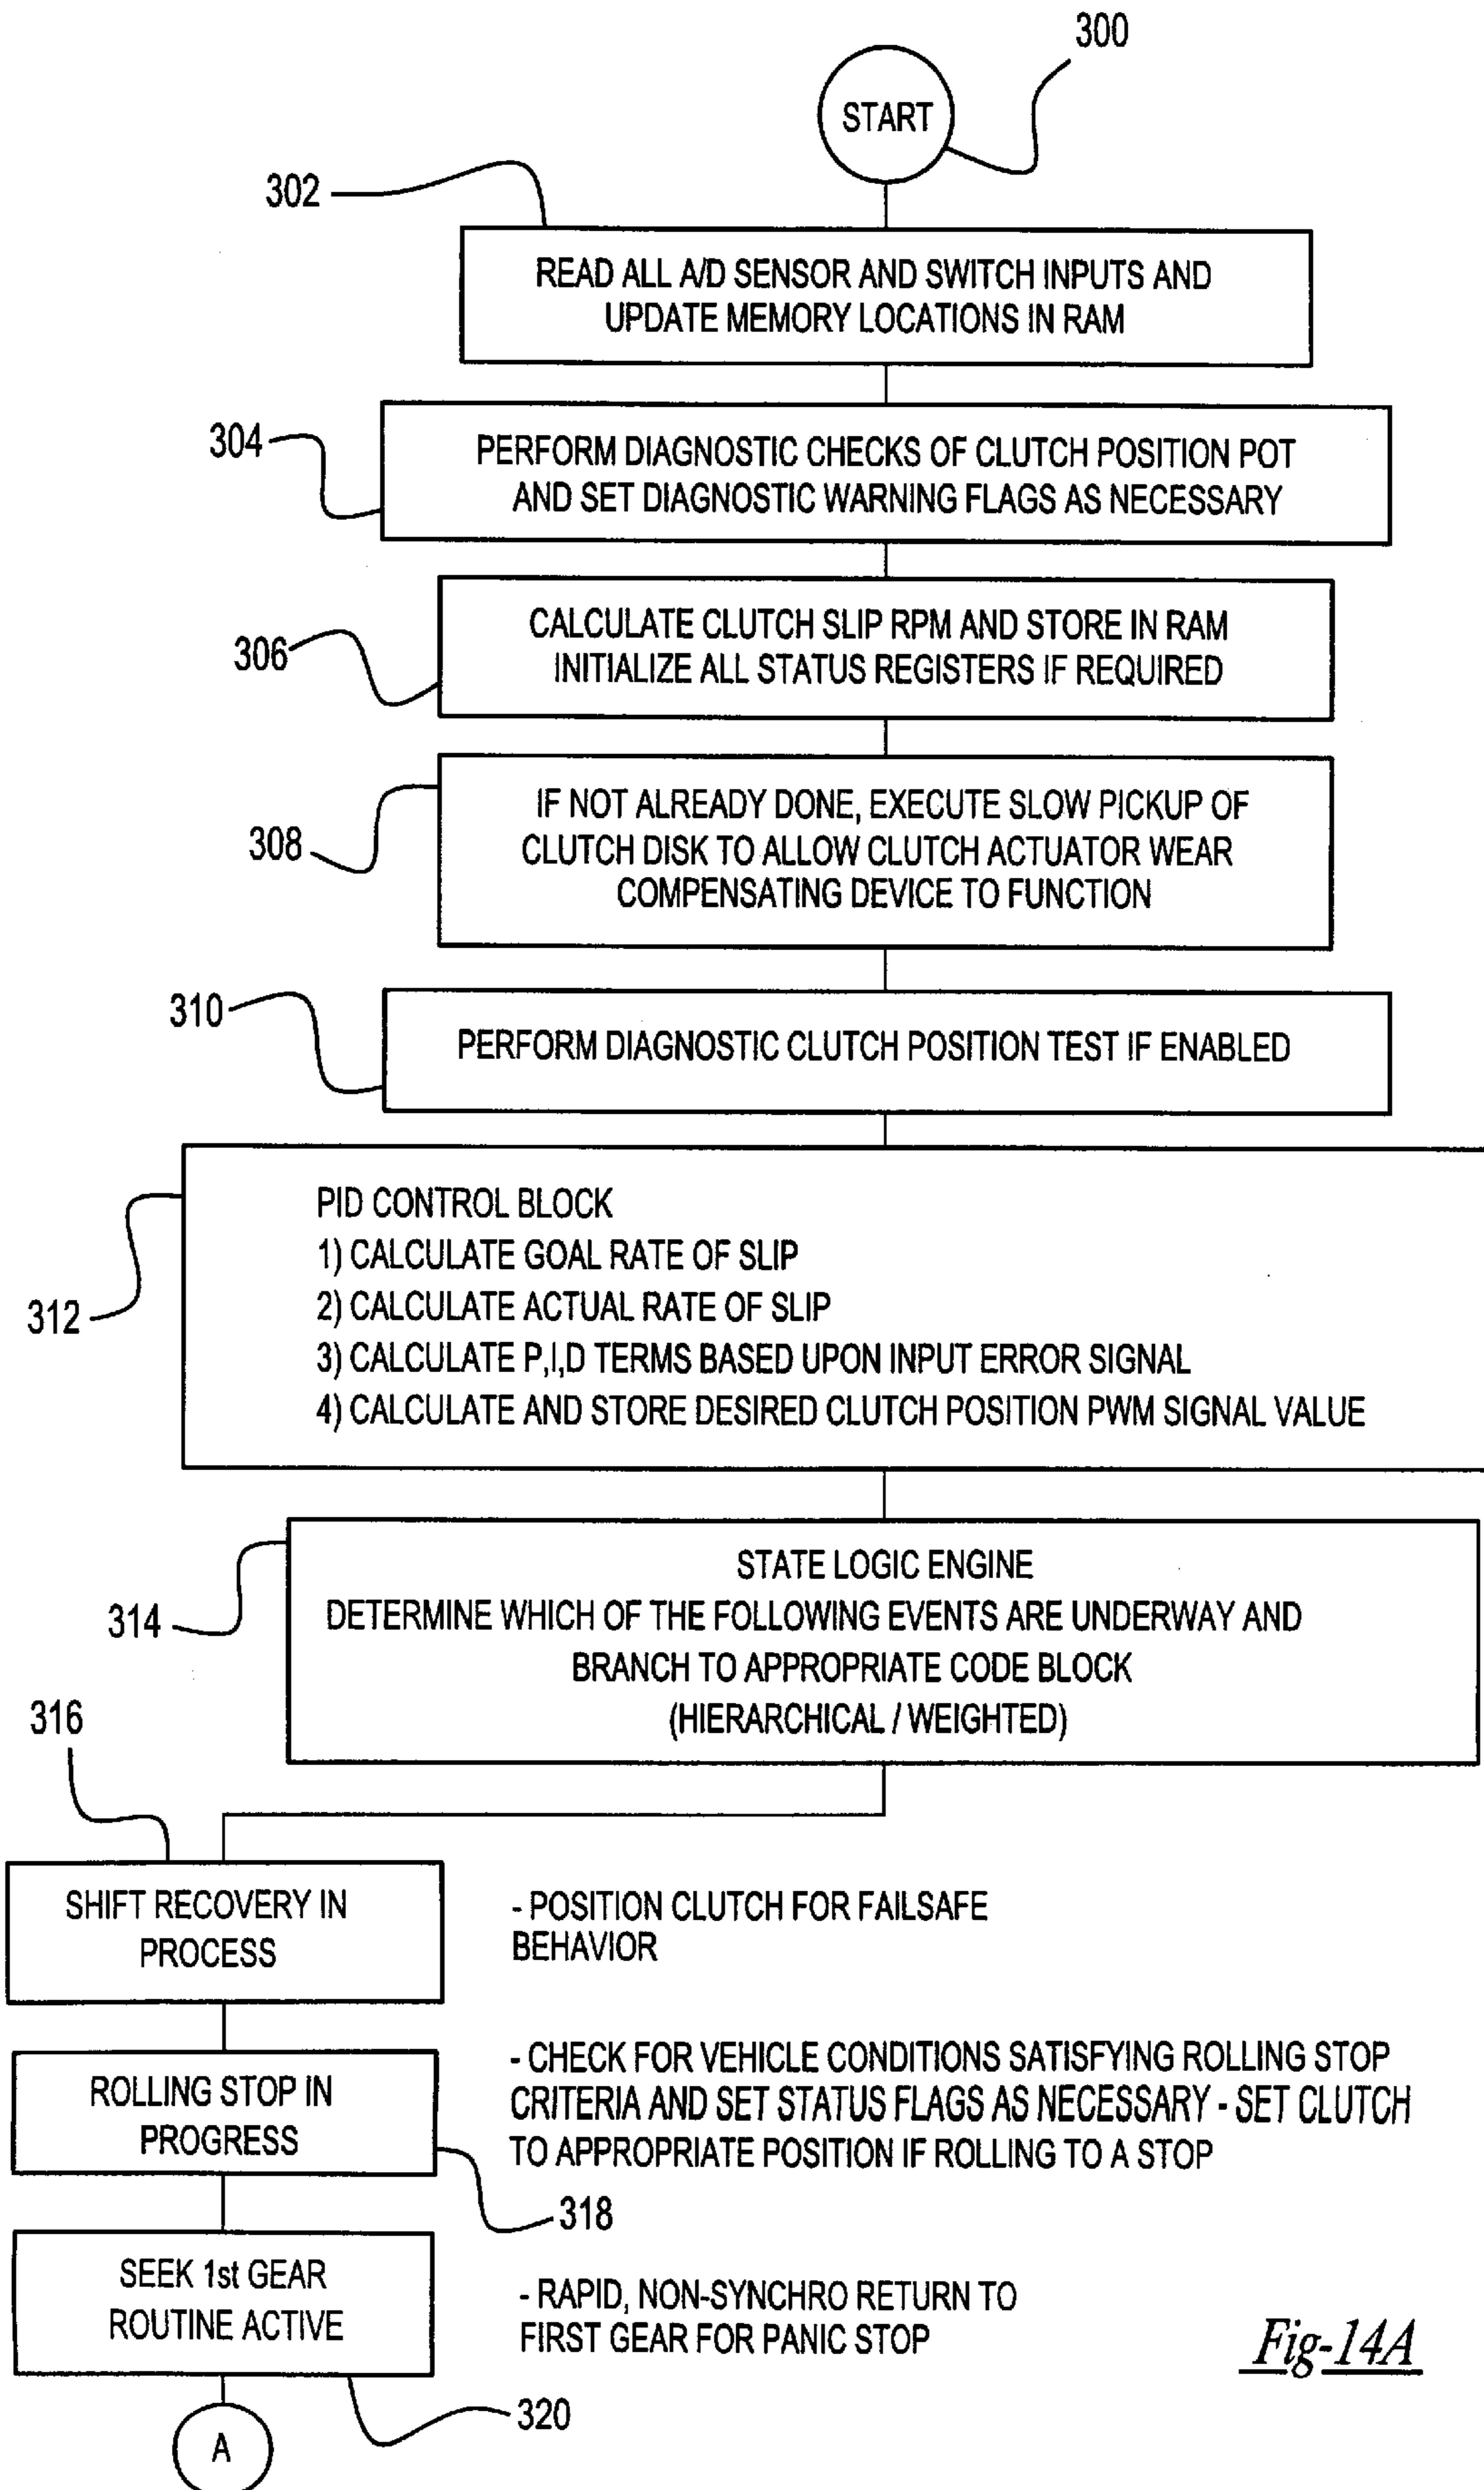 300
START
302
READ ALL A/D SENSOR AND SWITCH INPUTS AND
UPDATE MEMORY LOCATIONS IN RAM
304
PERFORM DIAGNOSTIC CHECKS OF CLUTCH POSITION POT
AND SET DIAGNOSTIC WARNING FLAGS AS NECESSARY
306
CALCULATE CLUTCH SLIP RPM AND STORE IN RAM
INITIALIZE ALL STATUS REGISTERS IF REQUIRED
308
IF NOT ALREADY DONE, EXECUTE SLOW PICKUP OF
CLUTCH DISK TO ALLOW CLUTCH ACTUATOR WEAR
COMPENSATING DEVICE TO FUNCTION
310
PERFORM DIAGNOSTIC CLUTCH POSITION TEST IF ENABLED
312
PID CONTROL BLOCK
1) CALCULATE GOAL RATE OF SLIP
2) CALCULATE ACTUAL RATE OF SLIP
3) CALCULATE P,I,D TERMS BASED UPON INPUT ERROR SIGNAL
4) CALCULATE AND STORE DESIRED CLUTCH POSITION PWM SIGNAL VALUE
314
STATE LOGIC ENGINE
DETERMINE WHICH OF THE FOLLOWING EVENTS ARE UNDERWAY AND
BRANCH TO APPROPRIATE CODE BLOCK
(HIERARCHICAL / WEIGHTED)
316
SHIFT RECOVERY IN
PROCESS
- POSITION CLUTCH FOR FAILSAFE
BEHAVIOR
ROLLING STOP IN
PROGRESS
318
- CHECK FOR VEHICLE CONDITIONS SATISFYING ROLLING STOP
CRITERIA AND SET STATUS FLAGS AS NECESSARY - SET CLUTCH
TO APPROPRIATE POSITION IF ROLLING TO A STOP
SEEK 1st GEAR
ROUTINE ACTIVE
320
- RAPID, NON-SYNCHRO RETURN TO
FIRST GEAR FOR PANIC STOP
A
Fig-14A